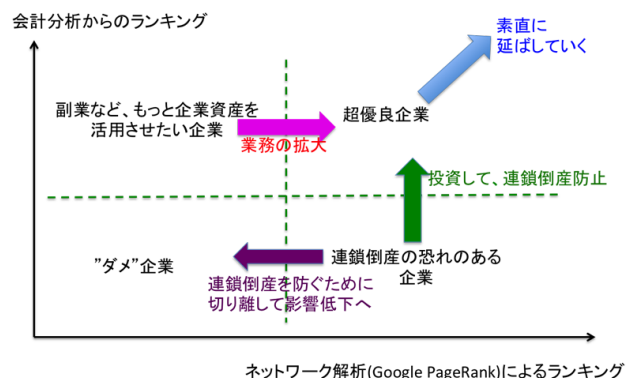 会計分析からのランキング
素直に
延ばしていく
副業など、もっと企業資産を
活用させたい企業
超優良企業
業務の拡大
投資して、連鎖倒産防止
”ダメ”企業
連鎖倒産の恐れのある
企業
連鎖倒産を防ぐために
切り離して影響低下へ
ネットワーク解析(Google PageRank)によるランキング